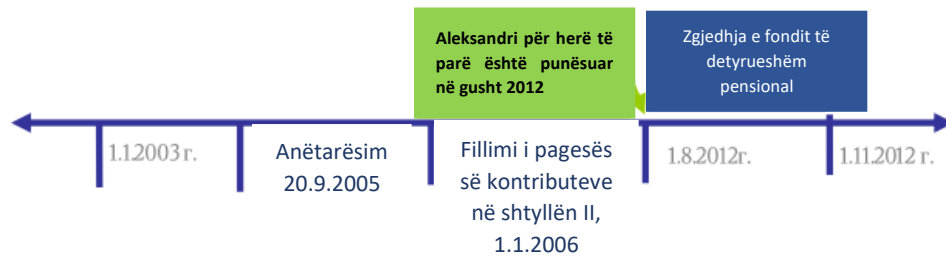 Aleksandri për herë të
parë është punësuar
në gusht 2012
Zgjedhja e fondit të
detyrueshëm
pensional
1.1.2003 г.
Anëtarësim
20.9.2005
Fillimi i pagesës
së kontributeve
në shtyllën II,
1.1.2006
1.8.2012г.
1.11.2012 г.